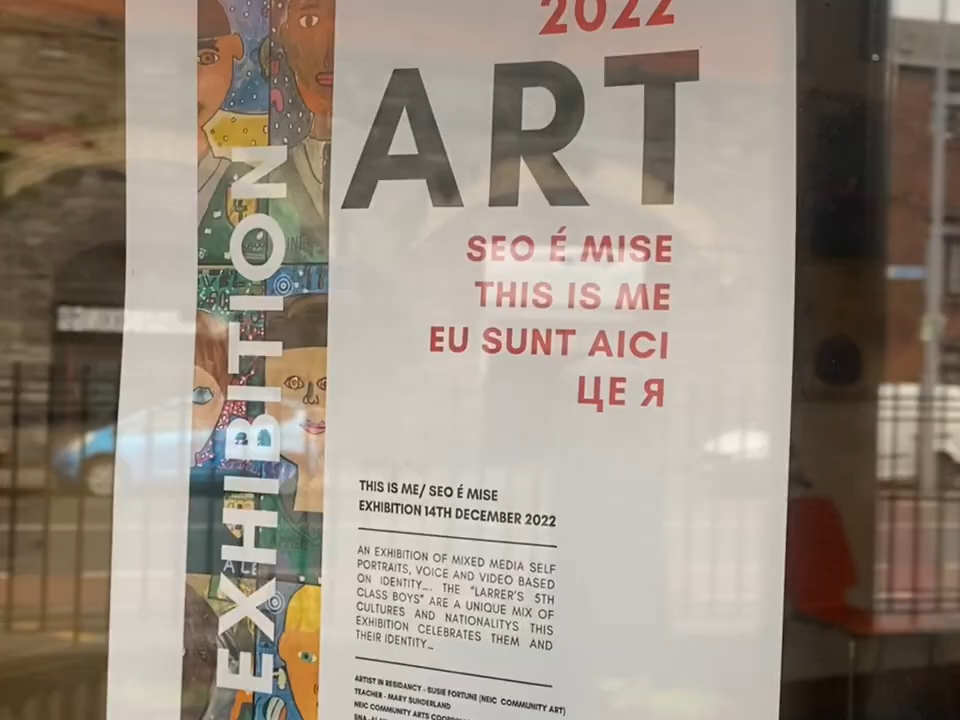 2022
ART
EXHIBITION
SEO É MISE
THIS IS ME
EU SUNT AICI
ЦЕ Я
THIS IS ME/ SEO É MISE
EXHIBITION 14TH DECEMBER 2022
AN EXHIBITION OF MIXED MEDIA SELF
PORTRAITS, VOICE AND VIDEO BASED
ON IDENTITY_. THE "LARRER'S 5TH
CLASS BOYS" ARE A UNIQUE MIX OF
CULTURES AND NATIONALITYS THIS
EXHIBITION CELEBRATES THEM AND
THEIR IDENTITY_
ARTIST IN RESIDANCY - SUSIE FORTUNE (NEIC COMMUNITY ART)
TEACHER - MARY SUNDERLAND
NEIC COMMUNITY ARTS